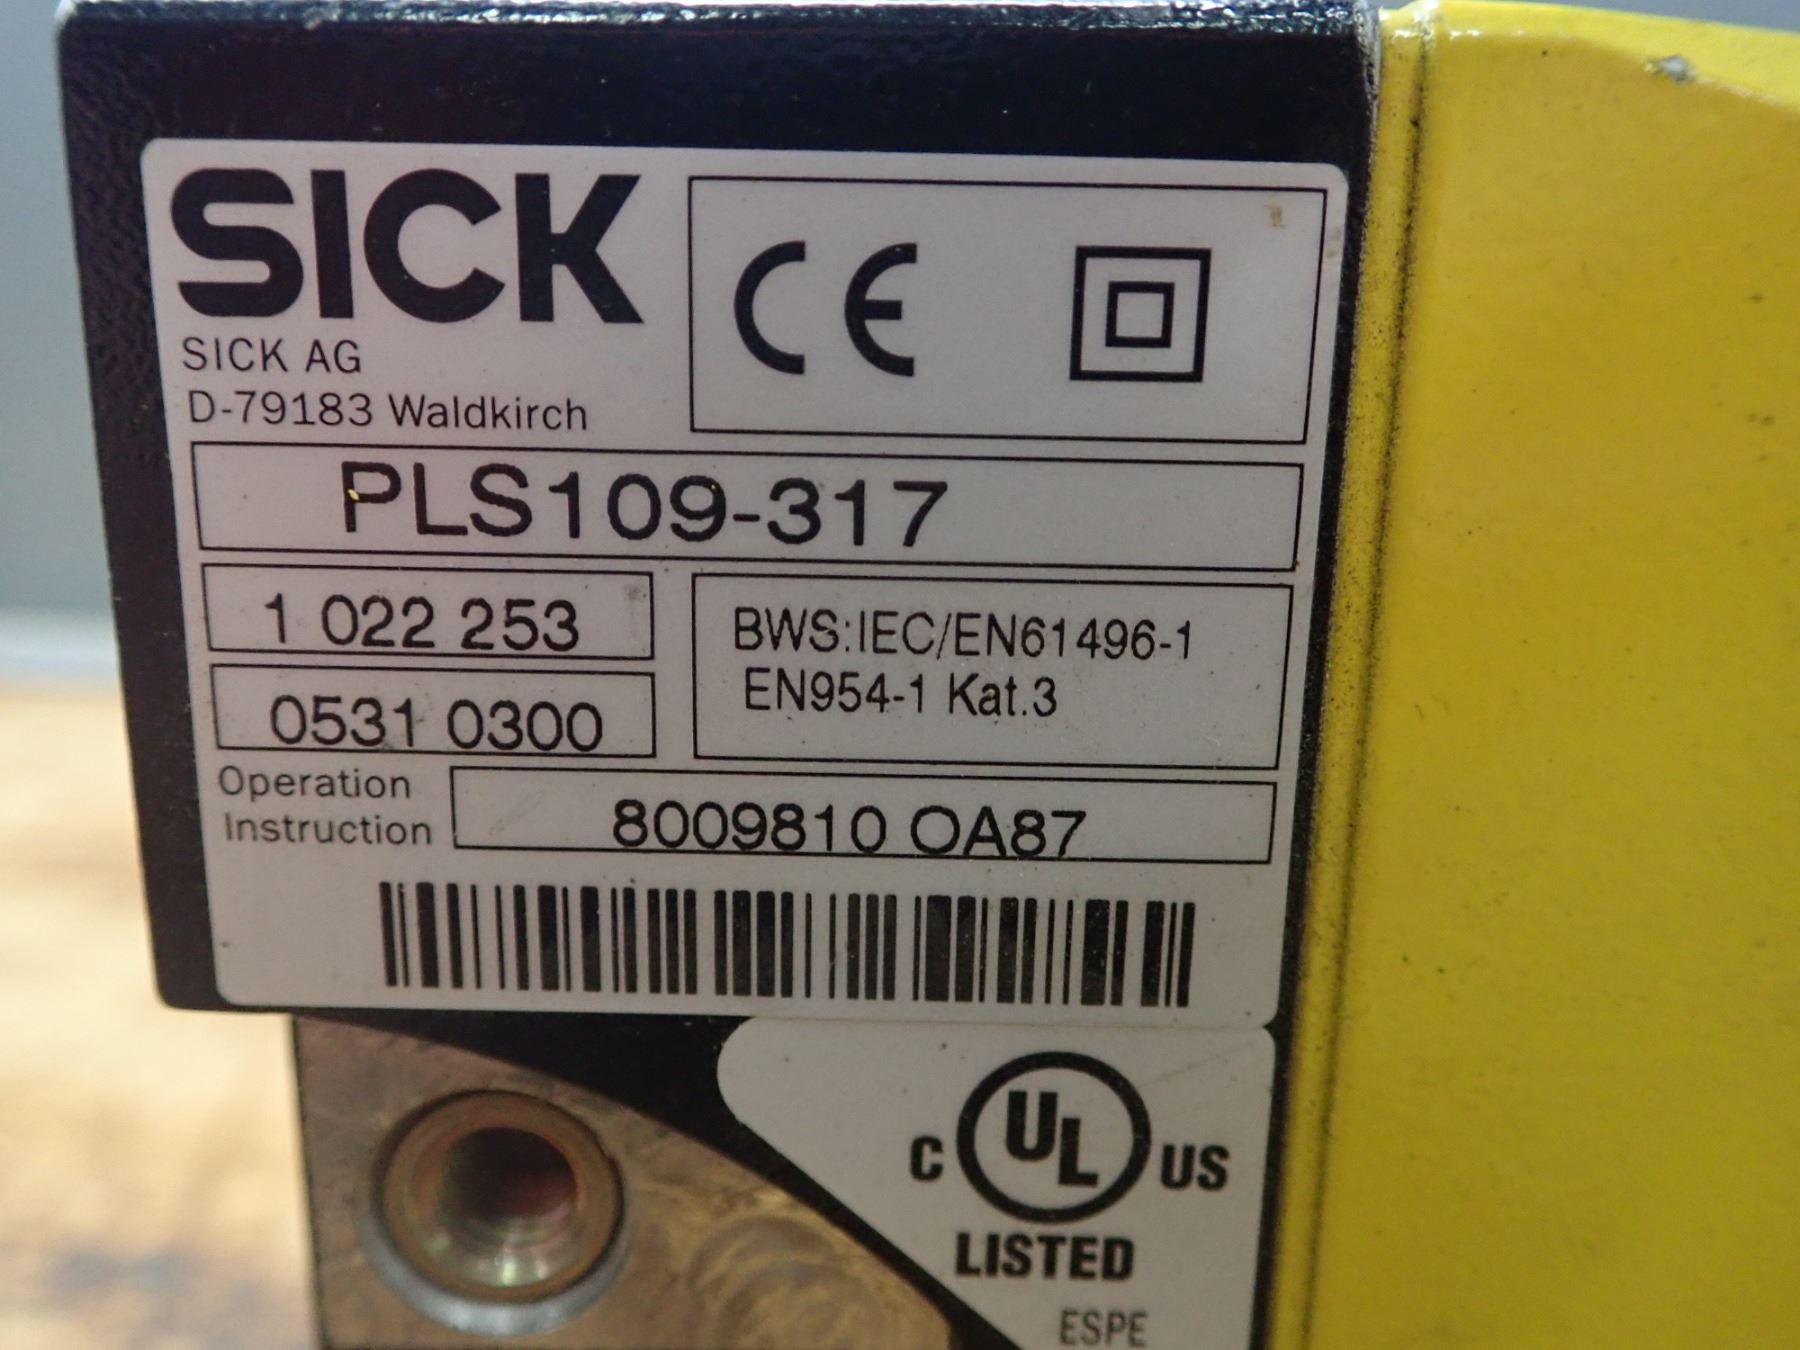 SICK
SICK AG
D-79183 Waldkirch
CE
PLS109-317
1 022 253
BWS:IEC/EN61496-1
EN954-1 Kat.3
0531 0300
Operation
Instruction
8009810 OA87
C UL US
LISTED
ESPE